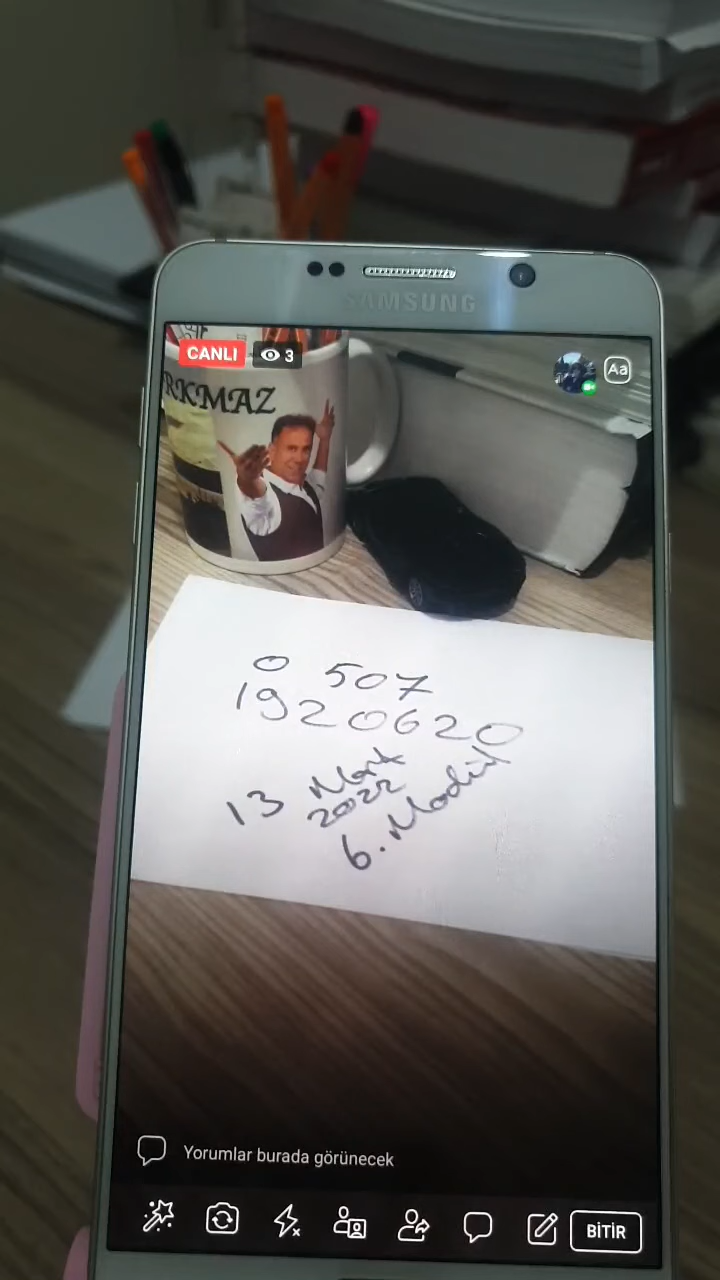 SAMSUNG
CANLI 3
Aa
RKMAZ
0 507
1920620
13 Mart
2022
6. Modül
Yorumlar burada görünecek
BİTİR